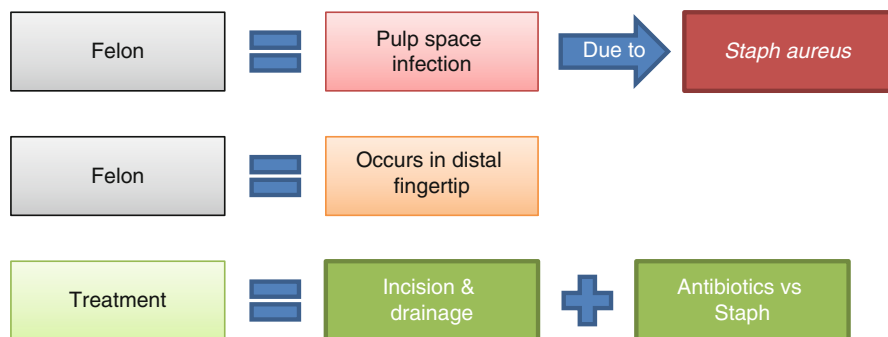 Felon
Pulp space
infection
Due to
Staph aureus
Felon
Occurs in distal
fingertip
Treatment
Incision &
drainage
Antibiotics vs
Staph